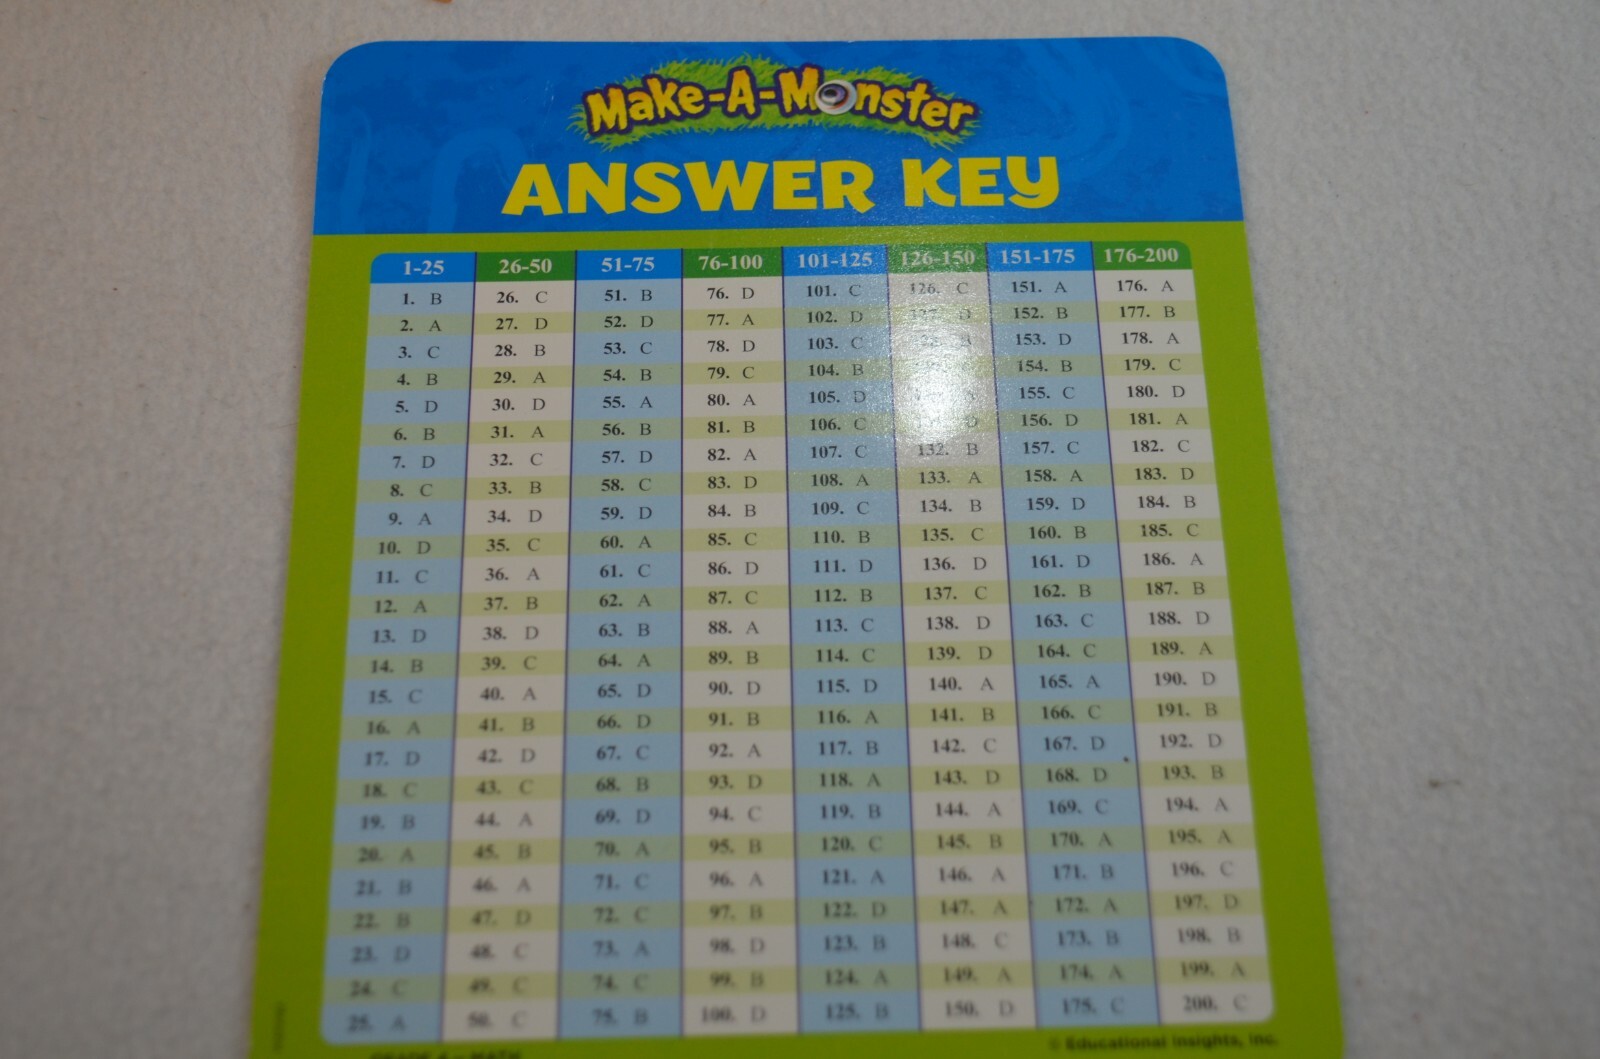 Make-A-Monster
ANSWER KEY
1-25 26-50 51-75 76-100 101-125 126-150 151-175 176-200
1. B 26. C 51. B 76. D 101. C 126. C 151. A 176. A
2. A 27. D 52. D 77. A 102. D 127. D 152. B 177. B
3. C 28. B 53. C 78. D 103. C B 153. D 178. A
4. B 29. A 54. B 79. C 104. B 154. B 179. C
5. D 30. D 55. A 80. A 105. D 155. C 180. D
6. B 31. A 56. B 81. B 106. C D 156. D 181. A
7. D 32. C 57. D 82. A 107. C 132. B 157. C 182. C
8. C 33. B 58. C 83. D 108. A 133. A 158. A 183. D
9. A 34. D 59. D 84. B 109. C 134. B 159. D 184. B
10. D 35. C 60. A 85. C 110. B 135. C 160. B 185. C
11. C 36. A 61. C 86. D 111. D 136. D 161. D 186. A
12. A 37. B 62. A 87. C 112. B 137. C 162. B 187. B
13. D 38. D 63. B 88. A 113. C 138. D 163. C 188. D
14. B 39. C 64. A 89. B 114. C 139. D 164. C 189. A
15. C 40. A 65. D 90. D 115. D 140. A 165. A 190. D
16. A 41. B 66. D 91. B 116. A 141. B 166. C 191. B
17. D 42. D 67. C 92. A 117. B 142. C 167. D 192. D
18. C 43. C 68. B 93. D 118. A 143. D 168. D 193. B
19. B 44. A 69. D 94. C 119. B 144. A 169. C 194. A
20. A 45. B 70. A 95. B 120. C 145. B 170. A 195. A
21. B 46. A 71. C 96. A 121. A 146. A 171. B 196. C
22. B 47. D 72. C 97. B 122. D 147. A 172. A 197. D
23. D 48. C 73. A 98. D 123. B 148. C 173. B 198. B
24. C 49. C 74. C 99. B 124. A 149. A 174. A 199. A
25. A 50. C 75. B 100. D 125. B 150. D 175. C 200. C
© Educational Insights, Inc.